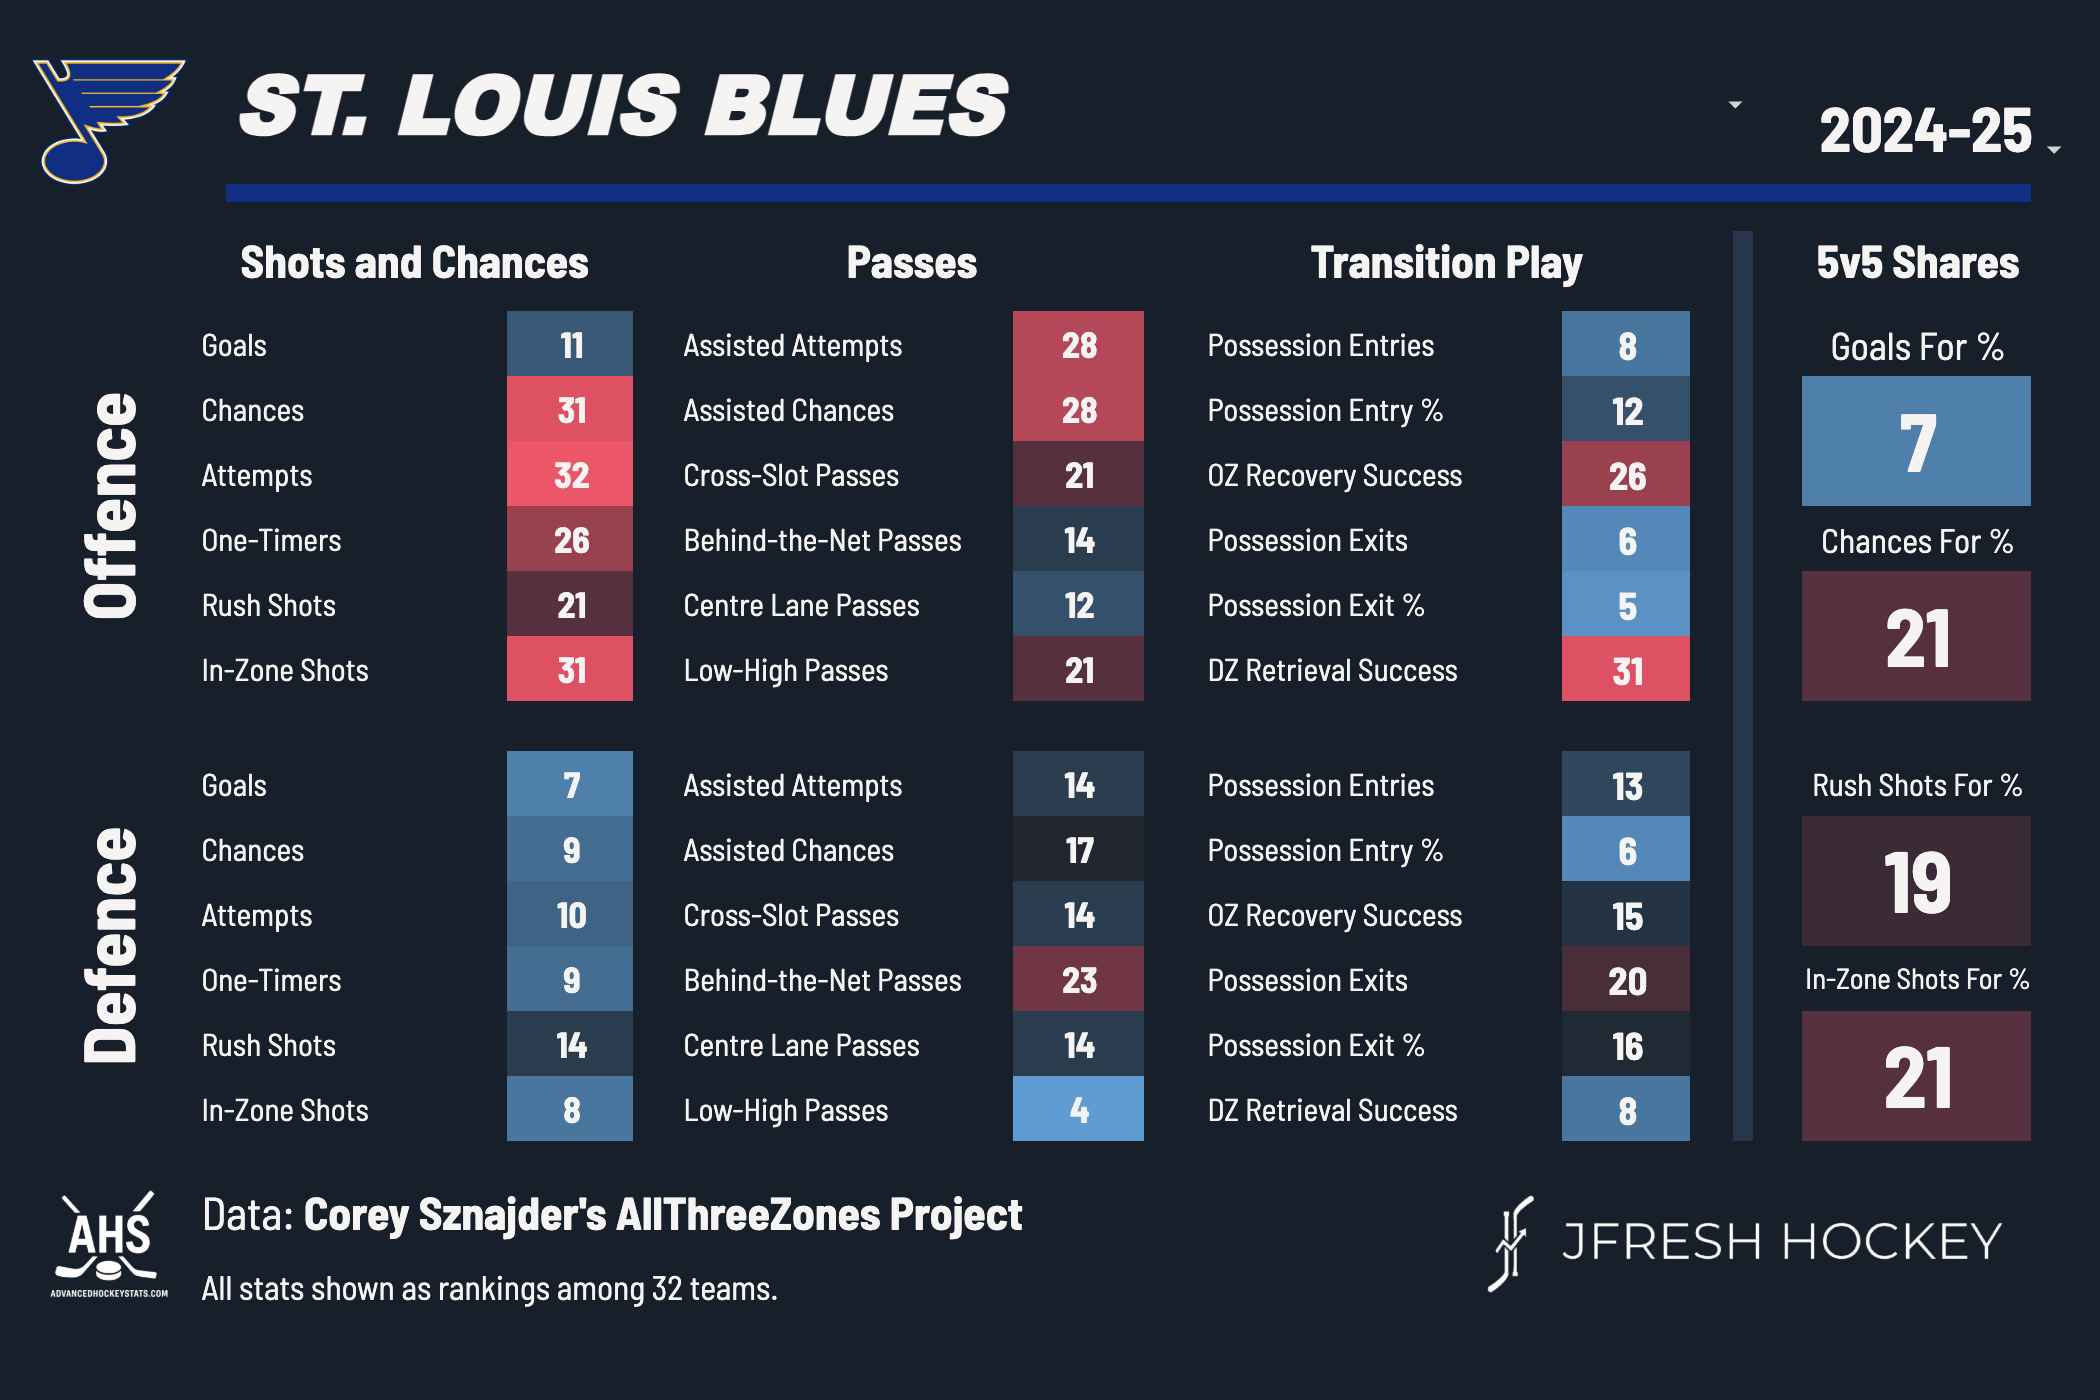 ST. LOUIS BLUES
2024-25
Shots and Chances
Passes
Transition Play
5v5 Shares
Offence
Goals 11
Chances 31
Attempts 32
One-Timers 26
Rush Shots 21
In-Zone Shots 31
Assisted Attempts 28
Assisted Chances 28
Cross-Slot Passes 21
Behind-the-Net Passes 14
Centre Lane Passes 12
Low-High Passes 21
Possession Entries 8
Possession Entry % 12
OZ Recovery Success 26
Possession Exits 6
Possession Exit % 5
DZ Retrieval Success 31
Goals For %
7
Chances For %
21
Defence
Goals 7
Chances 9
Attempts 10
One-Timers 9
Rush Shots 14
In-Zone Shots 8
Assisted Attempts 14
Assisted Chances 17
Cross-Slot Passes 14
Behind-the-Net Passes 23
Centre Lane Passes 14
Low-High Passes 4
Possession Entries 13
Possession Entry % 6
OZ Recovery Success 15
Possession Exits 20
Possession Exit % 16
DZ Retrieval Success 8
Rush Shots For %
19
In-Zone Shots For %
21
AHS
ADVANCEDHOCKEYSTATS.COM
Data: Corey Sznajder's AllThreeZones Project
All stats shown as rankings among 32 teams.
JFRESH HOCKEY